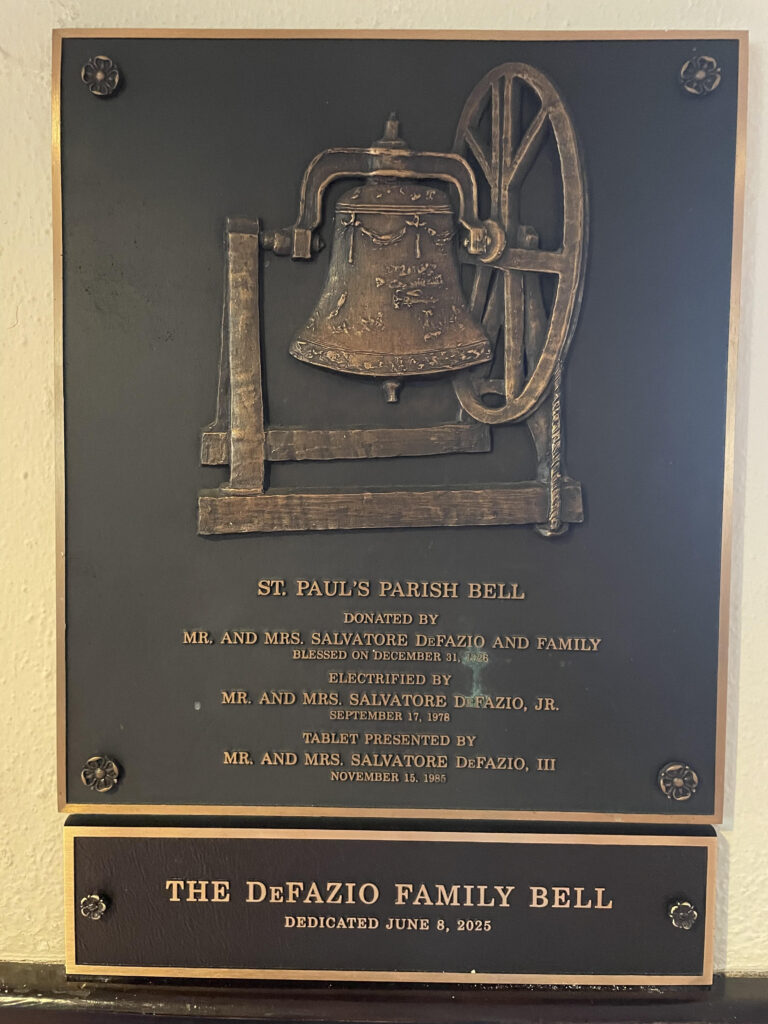 ST. PAUL'S PARISH BELL
DONATED BY
MR. AND MRS. SALVATORE DEFAZIO AND FAMILY
BLESSED ON DECEMBER 31, 1926
ELECTRIFIED BY
MR. AND MRS. SALVATORE DEFAZIO, JR.
SEPTEMBER 17, 1978
TABLET PRESENTED BY
MR. AND MRS. SALVATORE DEFAZIO, III
NOVEMBER 15, 1985
THE DEFAZIO FAMILY BELL
DEDICATED JUNE 8, 2025